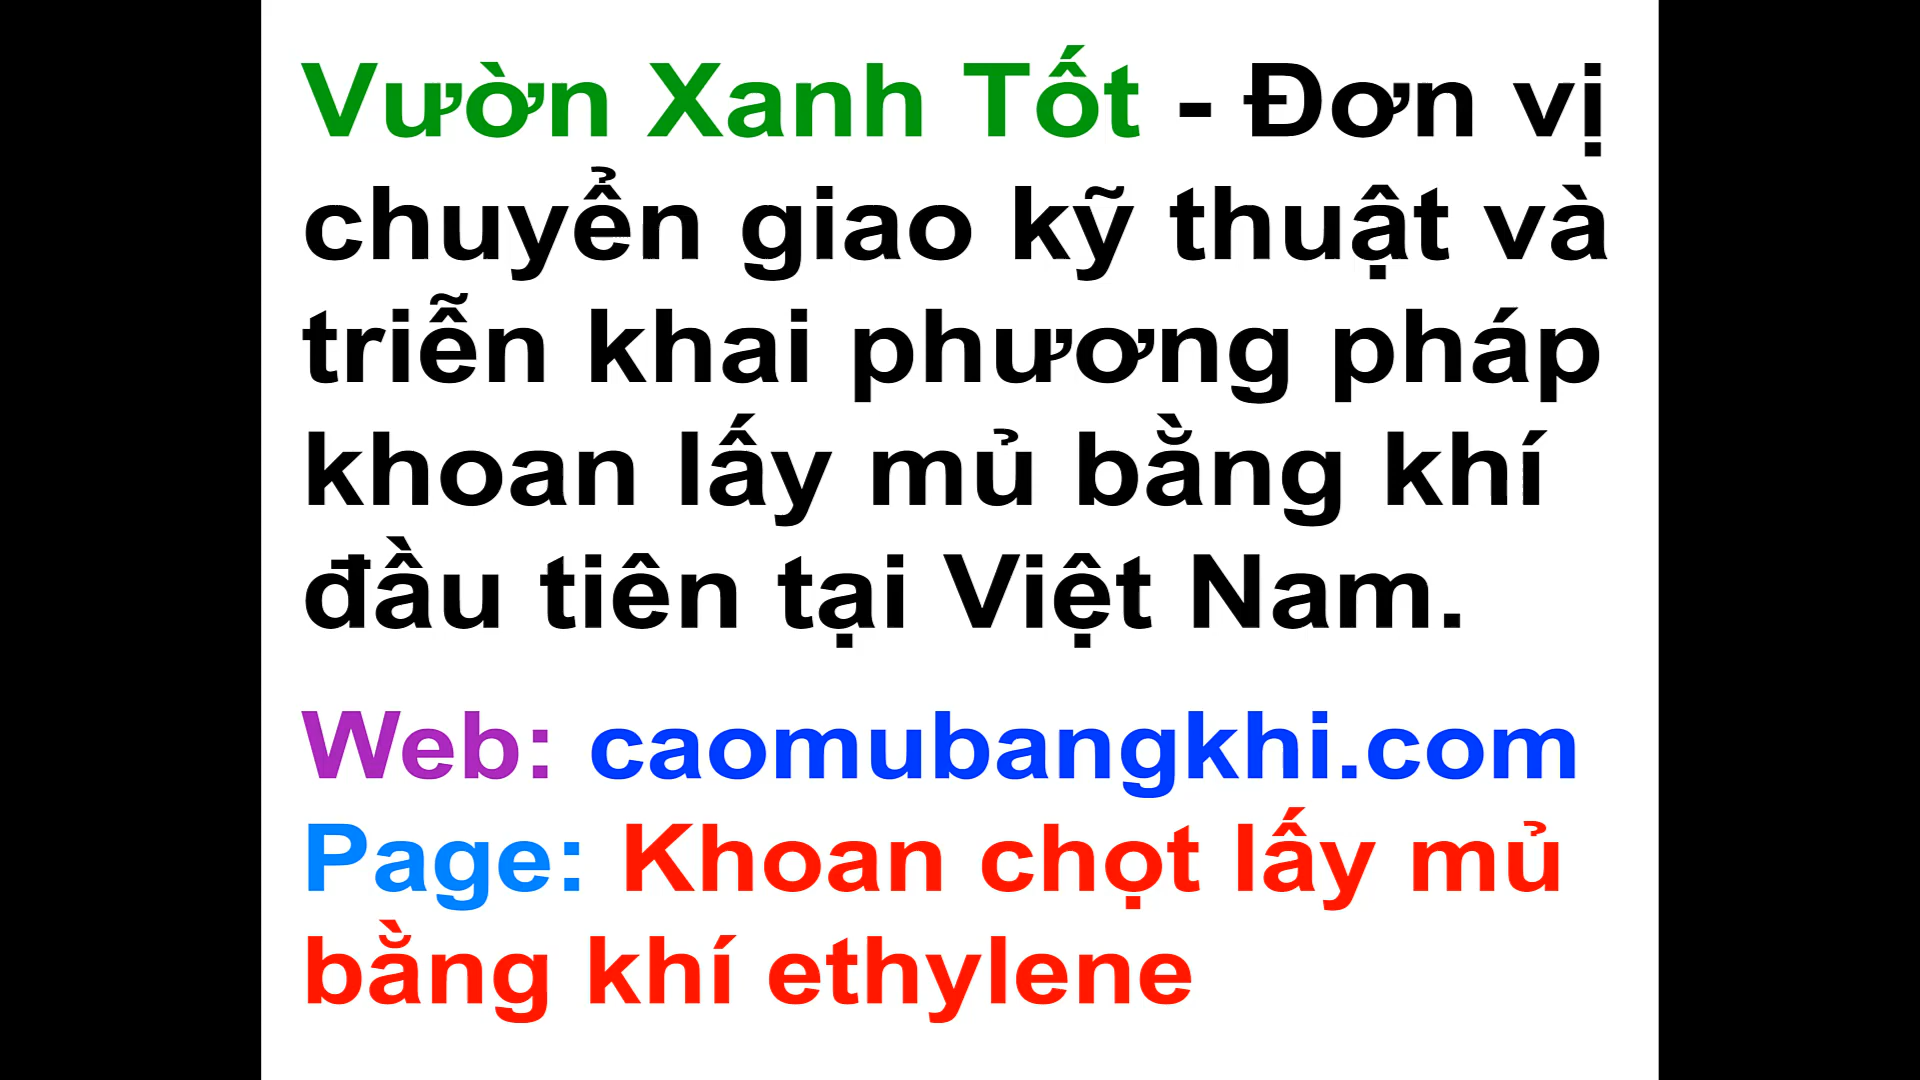 Vườn Xanh Tốt - Đơn vị
chuyển giao kỹ thuật và
triễn khai phương pháp
khoan lấy mủ bằng khí
đầu tiên tại Việt Nam.
Web: caomubangkhi.com
Page: Khoan chọt lấy mủ
bằng khí ethylene